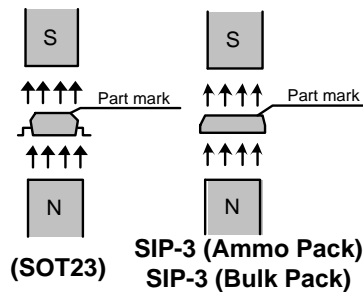 S
S
Part mark
Part mark
N
N
(SOT23)
SIP-3 (Ammo Pack)
SIP-3 (Bulk Pack)